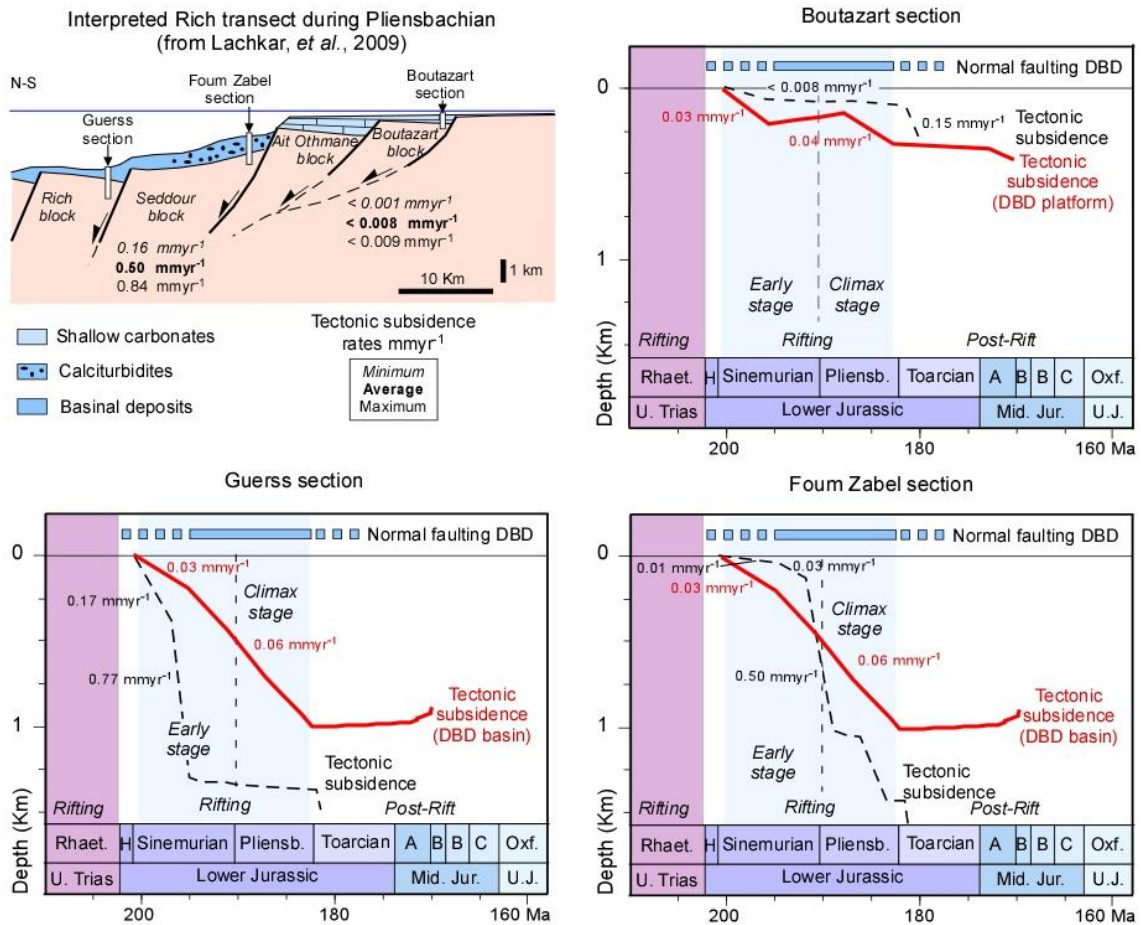 Interpreted Rich transect during Pliensbachian
(from Lachkar, et al., 2009)
N-S
Foum Zabel
section
Boutazart
section
Guerss
section
Ait Othmane
block
Boutazart
block
Rich
block
Seddour
block
< 0.001 mmyr⁻¹
< 0.008 mmyr⁻¹
< 0.009 mmyr⁻¹
0.16 mmyr⁻¹
0.50 mmyr⁻¹
0.84 mmyr⁻¹
10 Km
1 km
Shallow carbonates
Calciturbidites
Basinal deposits
Tectonic subsidence
rates mmyr⁻¹
Minimum
Average
Maximum
Boutazart section
Normal faulting DBD
0
< 0.008 mmyr⁻¹
0.03 mmyr⁻¹
0.04 mmyr⁻¹
0.15 mmyr⁻¹
Tectonic
subsidence
Tectonic
subsidence
(DBD platform)
1
Early
stage
Climax
stage
Rifting
Rifting
Post-Rift
Depth (Km)
Rhaet. H Sinemurian Pliensb. Toarcian A B B C Oxf.
U. Trias Lower Jurassic Mid. Jur. U.J.
200 180 160 Ma
Guerss section
Normal faulting DBD
0
0.03 mmyr⁻¹
0.17 mmyr⁻¹
Climax
stage
0.06 mmyr⁻¹
0.77 mmyr⁻¹
Tectonic
subsidence
(DBD basin)
1
Early
stage
Tectonic
subsidence
Rifting
Rifting
Post-Rift
Depth (Km)
Rhaet. H Sinemurian Pliensb. Toarcian A B B C Oxf.
U. Trias Lower Jurassic Mid. Jur. U.J.
200 180 160 Ma
Foum Zabel section
Normal faulting DBD
0
0.01 mmyr⁻¹
0.03 mmyr⁻¹
0.03 mmyr⁻¹
Climax
stage
0.06 mmyr⁻¹
0.50 mmyr⁻¹
Tectonic
subsidence
(DBD basin)
1
Early
stage
Tectonic
subsidence
Rifting
Rifting
Post-Rift
Depth (Km)
Rhaet. H Sinemurian Pliensb. Toarcian A B B C Oxf.
U. Trias Lower Jurassic Mid. Jur. U.J.
200 180 160 Ma